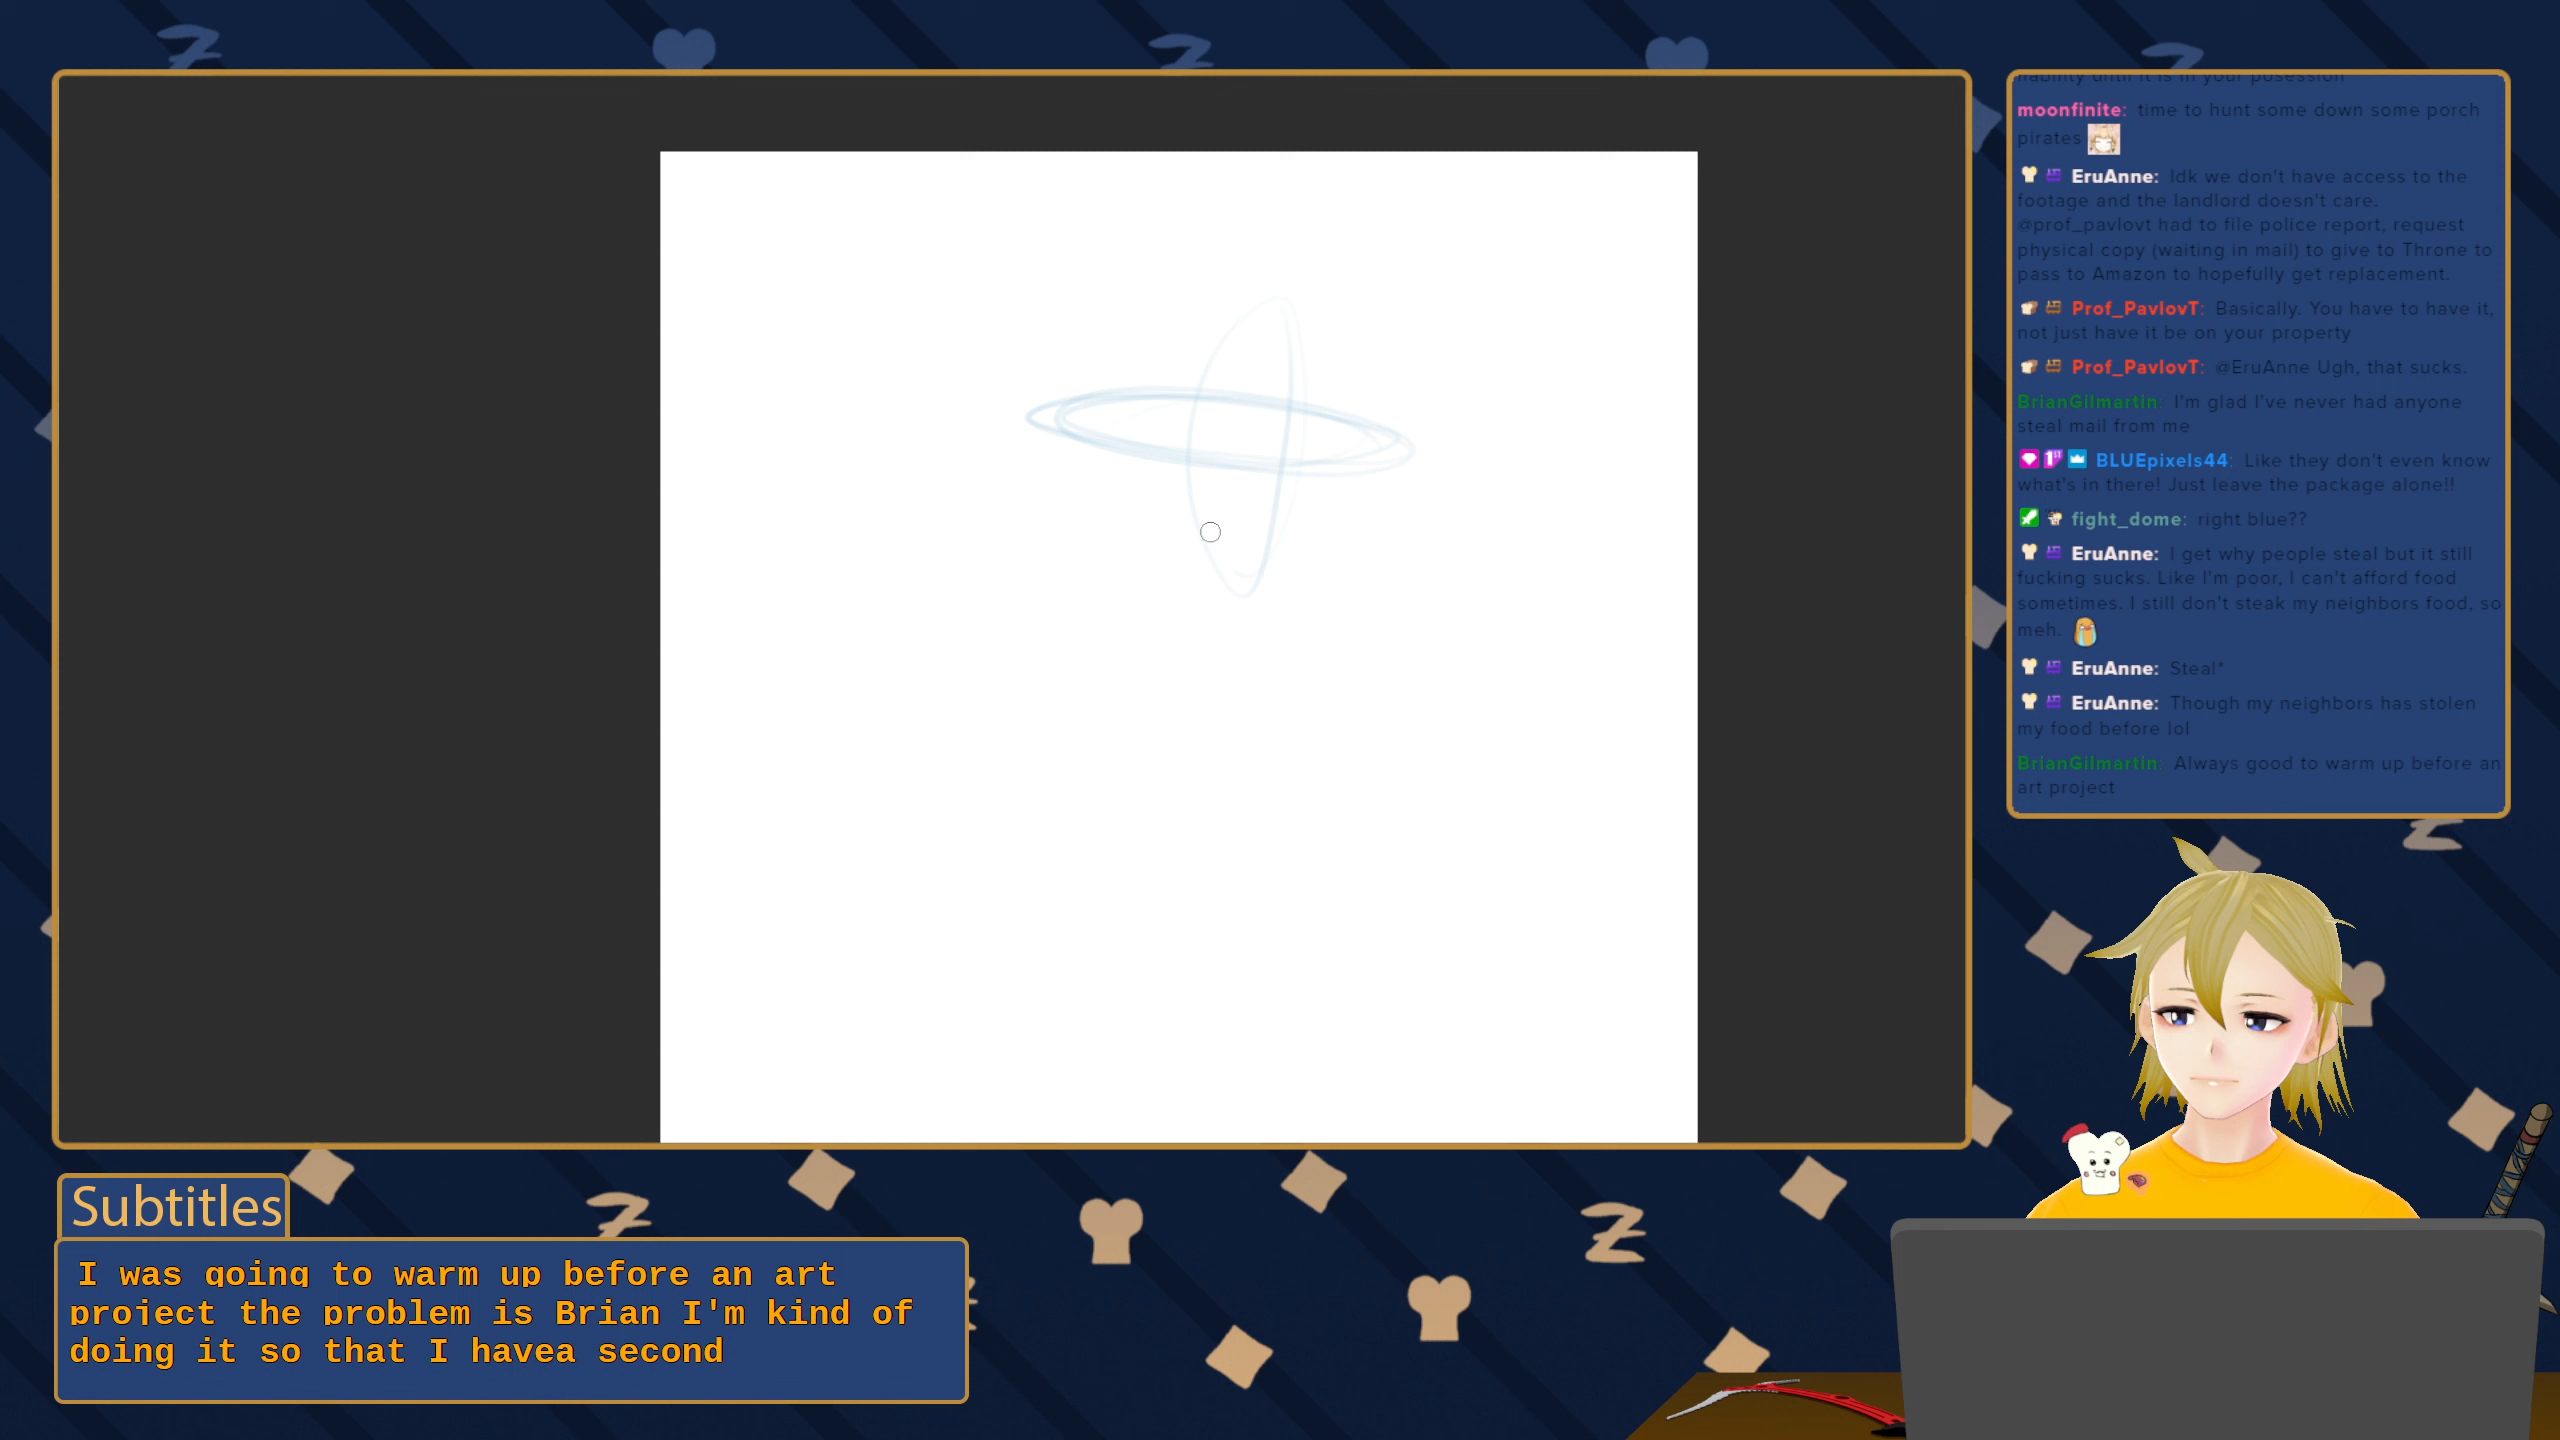 nability until it is in your posession
moonfinite: time to hunt some down some porch
pirates
EruAnne: Idk we don't have access to the
footage and the landlord doesn't care.
@prof_pavlovt had to file police report, request
physical copy (waiting in mail) to give to Throne to
pass to Amazon to hopefully get replacement.
Prof_PavlovT: Basically. You have to have it,
not just have it be on your property
Prof_PavlovT: @EruAnne Ugh, that sucks.
BrianGilmartin: I'm glad I've never had anyone
steal mail from me
BLUEpixels44: Like they don't even know
what's in there! Just leave the package alone!!
fight_dome: right blue??
EruAnne: I get why people steal but it still
fucking sucks. Like I'm poor, I can't afford food
sometimes. I still don't steak my neighbors food, so
meh.
EruAnne: Steal*
EruAnne: Though my neighbors has stolen
my food before lol
BrianGilmartin: Always good to warm up before an
art project
Subtitles
I was going to warm up before an art
project the problem is Brian I'm kind of
doing it so that I havea second